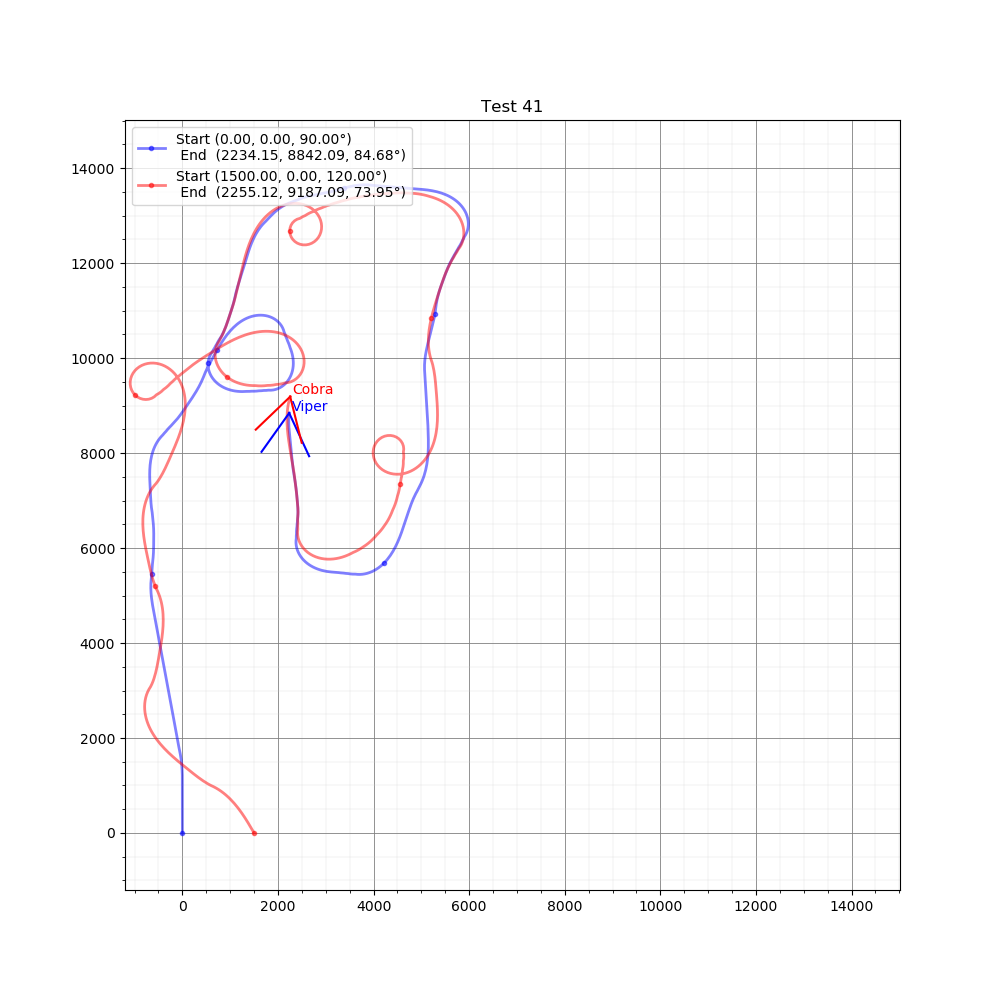 Test 41
Start (0.00, 0.00, 90.00°)
End (2234.15, 8842.09, 84.68°)
Start (1500.00, 0.00, 120.00°)
End (2255.12, 9187.09, 73.95°)
14000
12000
10000
8000
6000
4000
2000
0
Cobra
Viper
0 2000 4000 6000 8000 10000 12000 14000